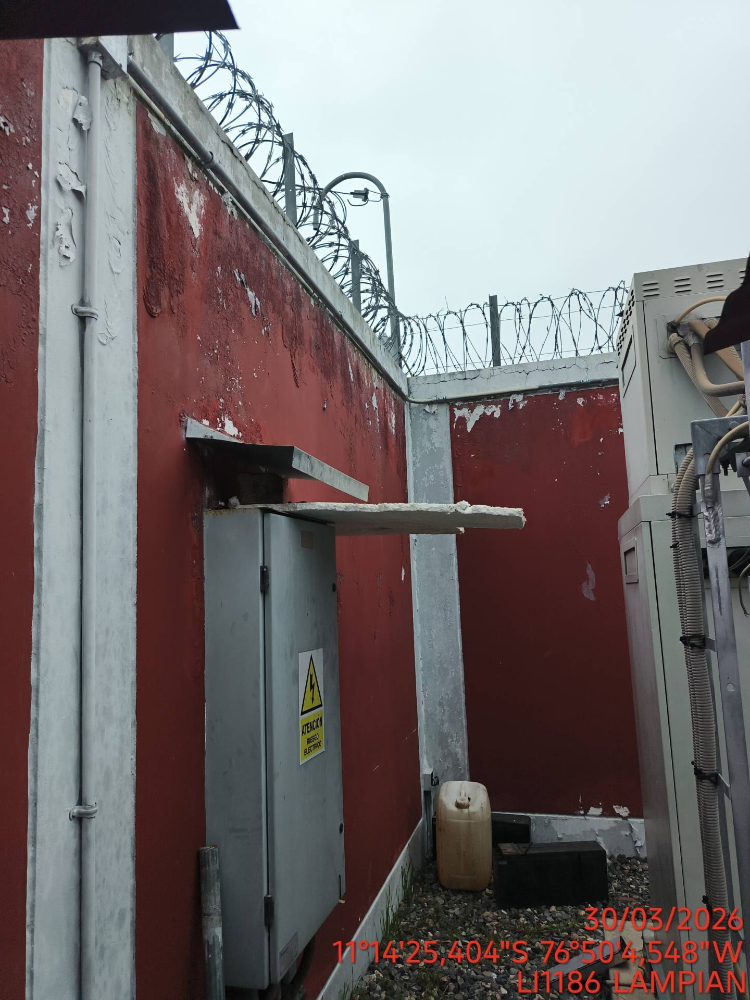 ATENCIÓN
RIESGO
ELÉCTRICO
30/03/2026
11°14'25,404"S 76°50'4,548"W
LI1186 LAMPIAN